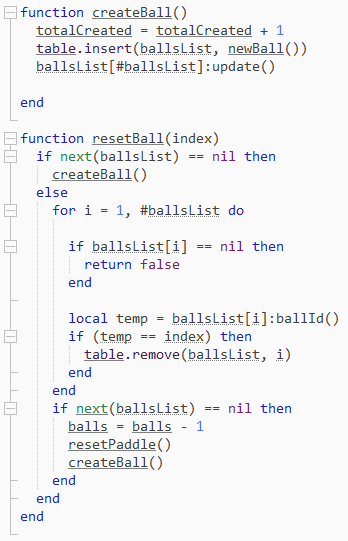 function createBall()
  totalCreated = totalCreated + 1
  table.insert(ballsList, newBall())
  ballsList[#ballsList]:update()

end

function resetBall(index)
  if next(ballsList) == nil then
    createBall()
  else
    for i = 1, #ballsList do

      if ballsList[i] == nil then
        return false
      end

      local temp = ballsList[i]:ballId()
      if (temp == index) then
        table.remove(ballsList, i)
      end
    end
    if next(ballsList) == nil then
      balls = balls - 1
      resetPaddle()
      createBall()
    end
  end
end